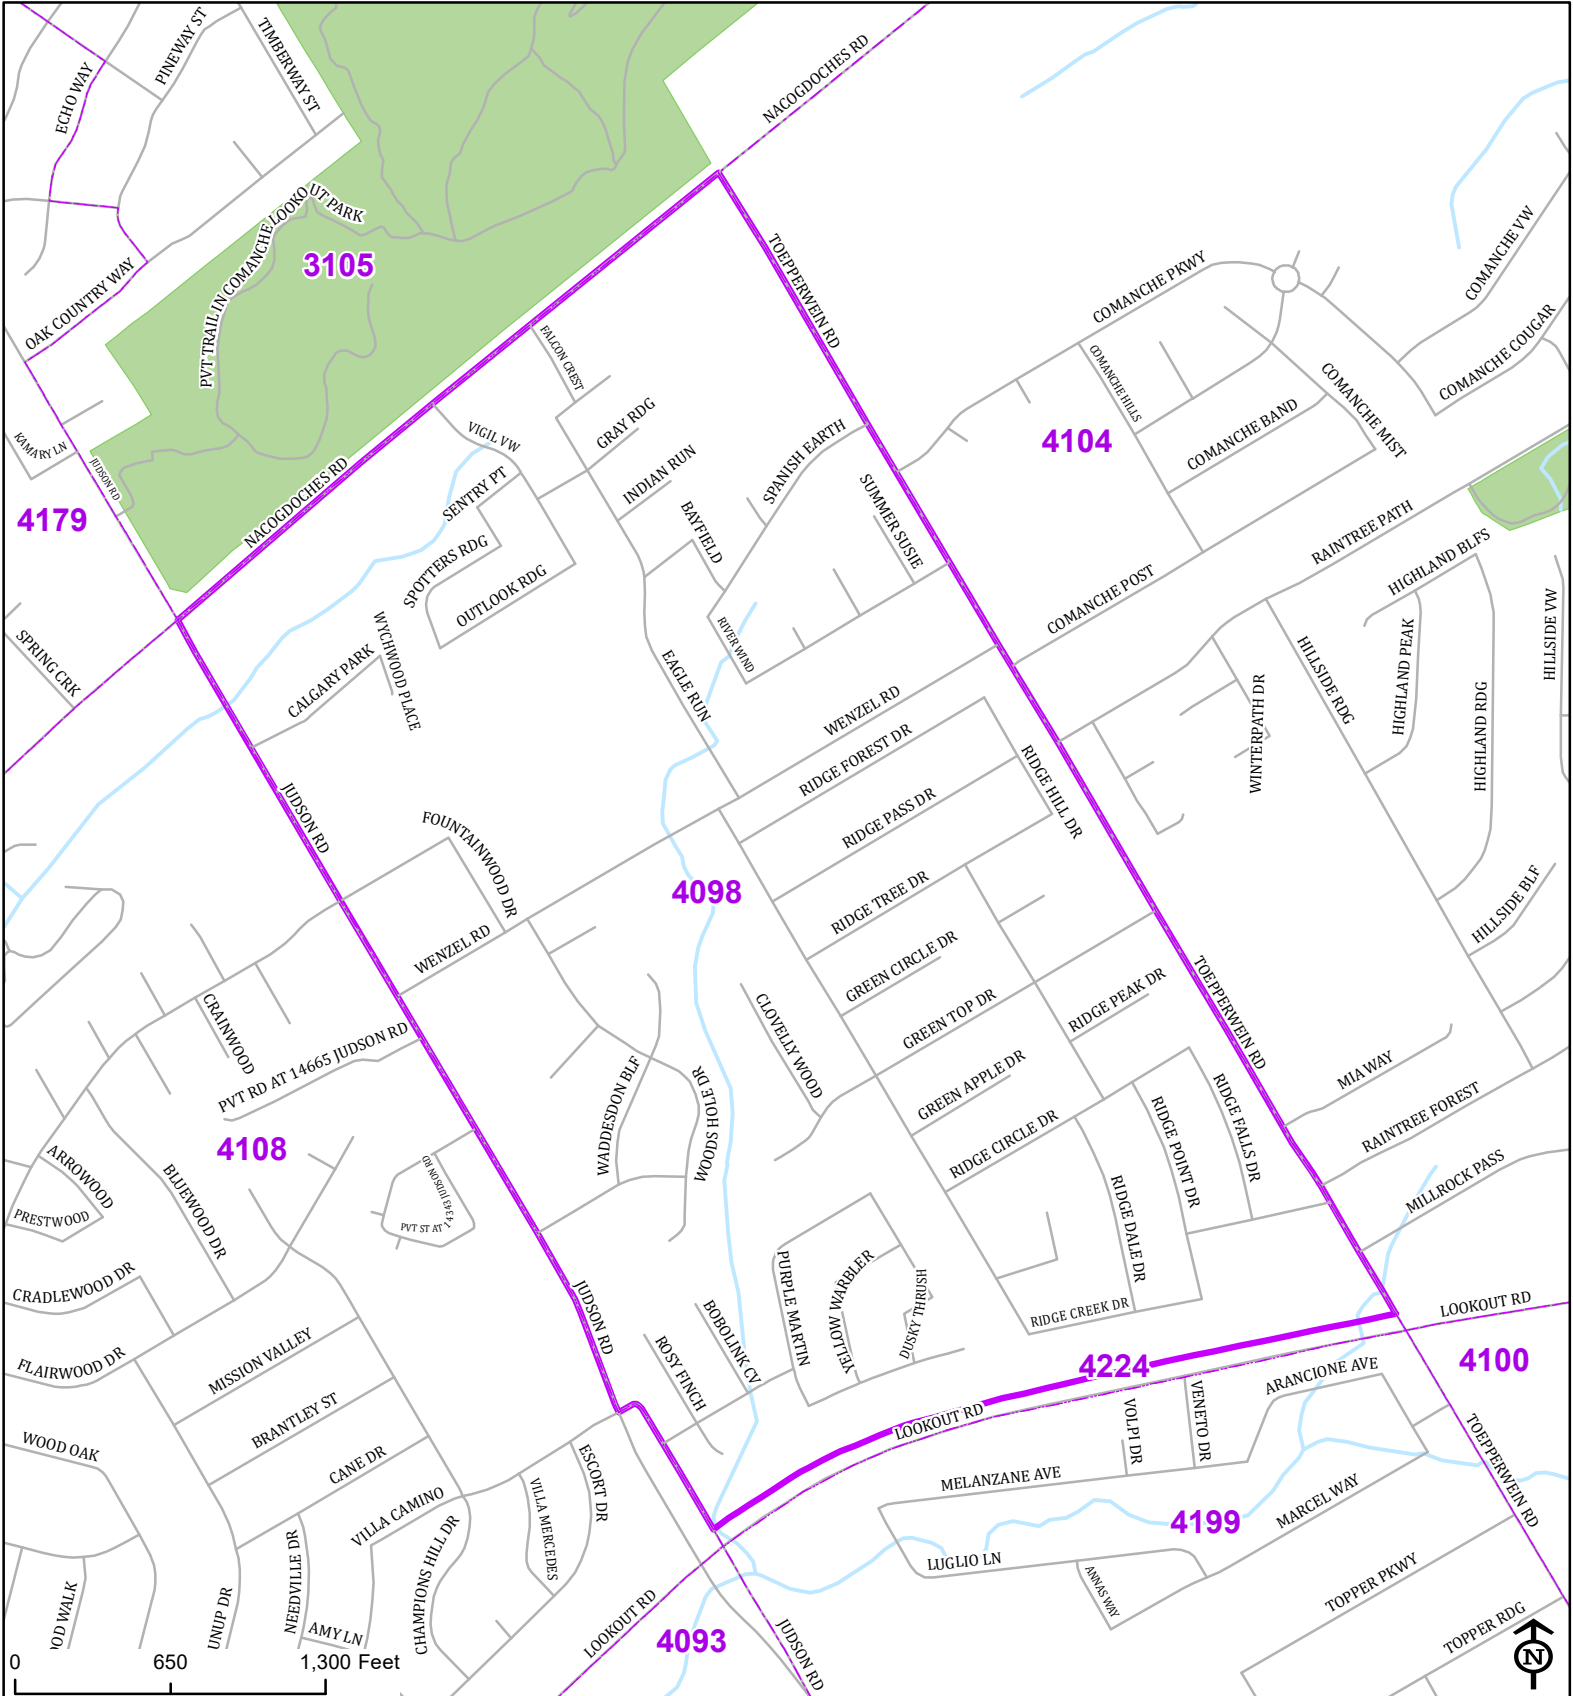 PINEWAY ST
TIMBERWAY ST
ECHO WAY
NACOGDOCHES RD
PVT TRAIL IN COMANCHE LOOKOUT PARK
3105
OAK COUNTRY WAY
TOEPPERWEIN RD
COMANCHE PKWY
COMANCHE VW
COMANCHE COUGAR
FALCON CREST
COMANCHE HILLS
COMANCHE MIST
COMANCHE BAND
4104
KAMARY LN
JUDSON RD
4179
NACOGDOCHES RD
VIGIL VW
GRAY RDG
INDIAN RUN
SPANISH EARTH
SENTRY PT
BAYFIELD
SUMMER SUSIE
SPOTTERS RDG
OUTLOOK RDG
COMANCHE POST
RAINTREE PATH
HIGHLAND BLFS
HILLSIDE VW
SPRING CRK
CALGARY PARK
WYCHWOOD PLACE
RIVER WIND
EAGLE RUN
WENZEL RD
HILLSIDE RDG
HIGHLAND PEAK
HIGHLAND RDG
WINTERPATH DR
RIDGE FOREST DR
RIDGE HILL DR
JUDSON RD
FOUNTAINWOOD DR
RIDGE PASS DR
4098
RIDGE TREE DR
WENZEL RD
HILLSIDE BLF
GREEN CIRCLE DR
TOEPPERWEIN RD
CRAINWOOD
CLOVELLY WOOD
GREEN TOP DR
RIDGE PEAK DR
PVT RD AT 14665 JUDSON RD
WADDESDON BLF
WOODS HOLE DR
GREEN APPLE DR
MIA WAY
RAINTREE FOREST
4108
RIDGE CIRCLE DR
RIDGE POINT DR
RIDGE FALLS DR
ARROWOOD
PRESTWOOD
BLUEWOOD DR
PVT ST AT 14343 JUDSON RD
RIDGE DALE DR
MILLROCK PASS
CRADLEWOOD DR
JUDSON RD
PURPLE MARTIN
YELLOW WARBLER
DUSKY THRUSH
RIDGE CREEK DR
LOOKOUT RD
BOBOLINK CV
ROSY FINCH
FLAIRWOOD DR
MISSION VALLEY
4224
4100
ARANCIONE AVE
BRANTLEY ST
LOOKOUT RD
VOLPI DR
VENETO DR
WOOD OAK
CANE DR
ESCORT DR
VILLA MERCEDES
MELANZANE AVE
TOEPPERWEIN RD
VILLA CAMINO
4199
MARCEL WAY
CHAMPIONS HILL DR
NEEDVILLE DR
LUGLIO LN
ANNAS WAY
TOPPER PKWY
OD WALK
UNUP DR
AMY LN
LOOKOUT RD
4093
JUDSON RD
TOPPER RDG
0 650 1,300 Feet
N